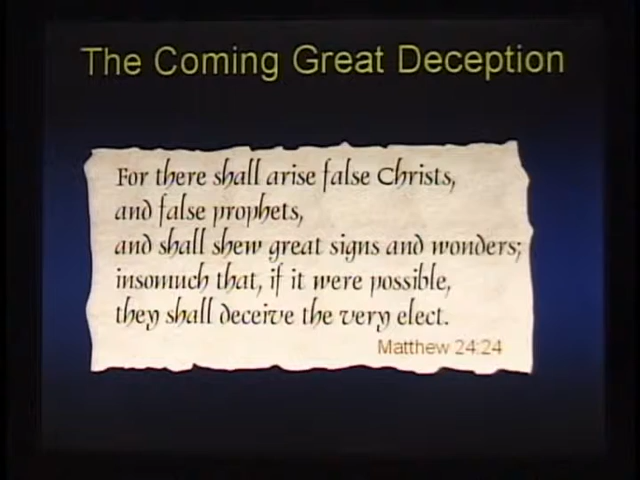 The Coming Great Deception
For there shall arise false Christs,
and false prophets,
and shall shew great signs and wonders;
insomuch that, if it were possible,
they shall deceive the very elect.
Matthew 24:24